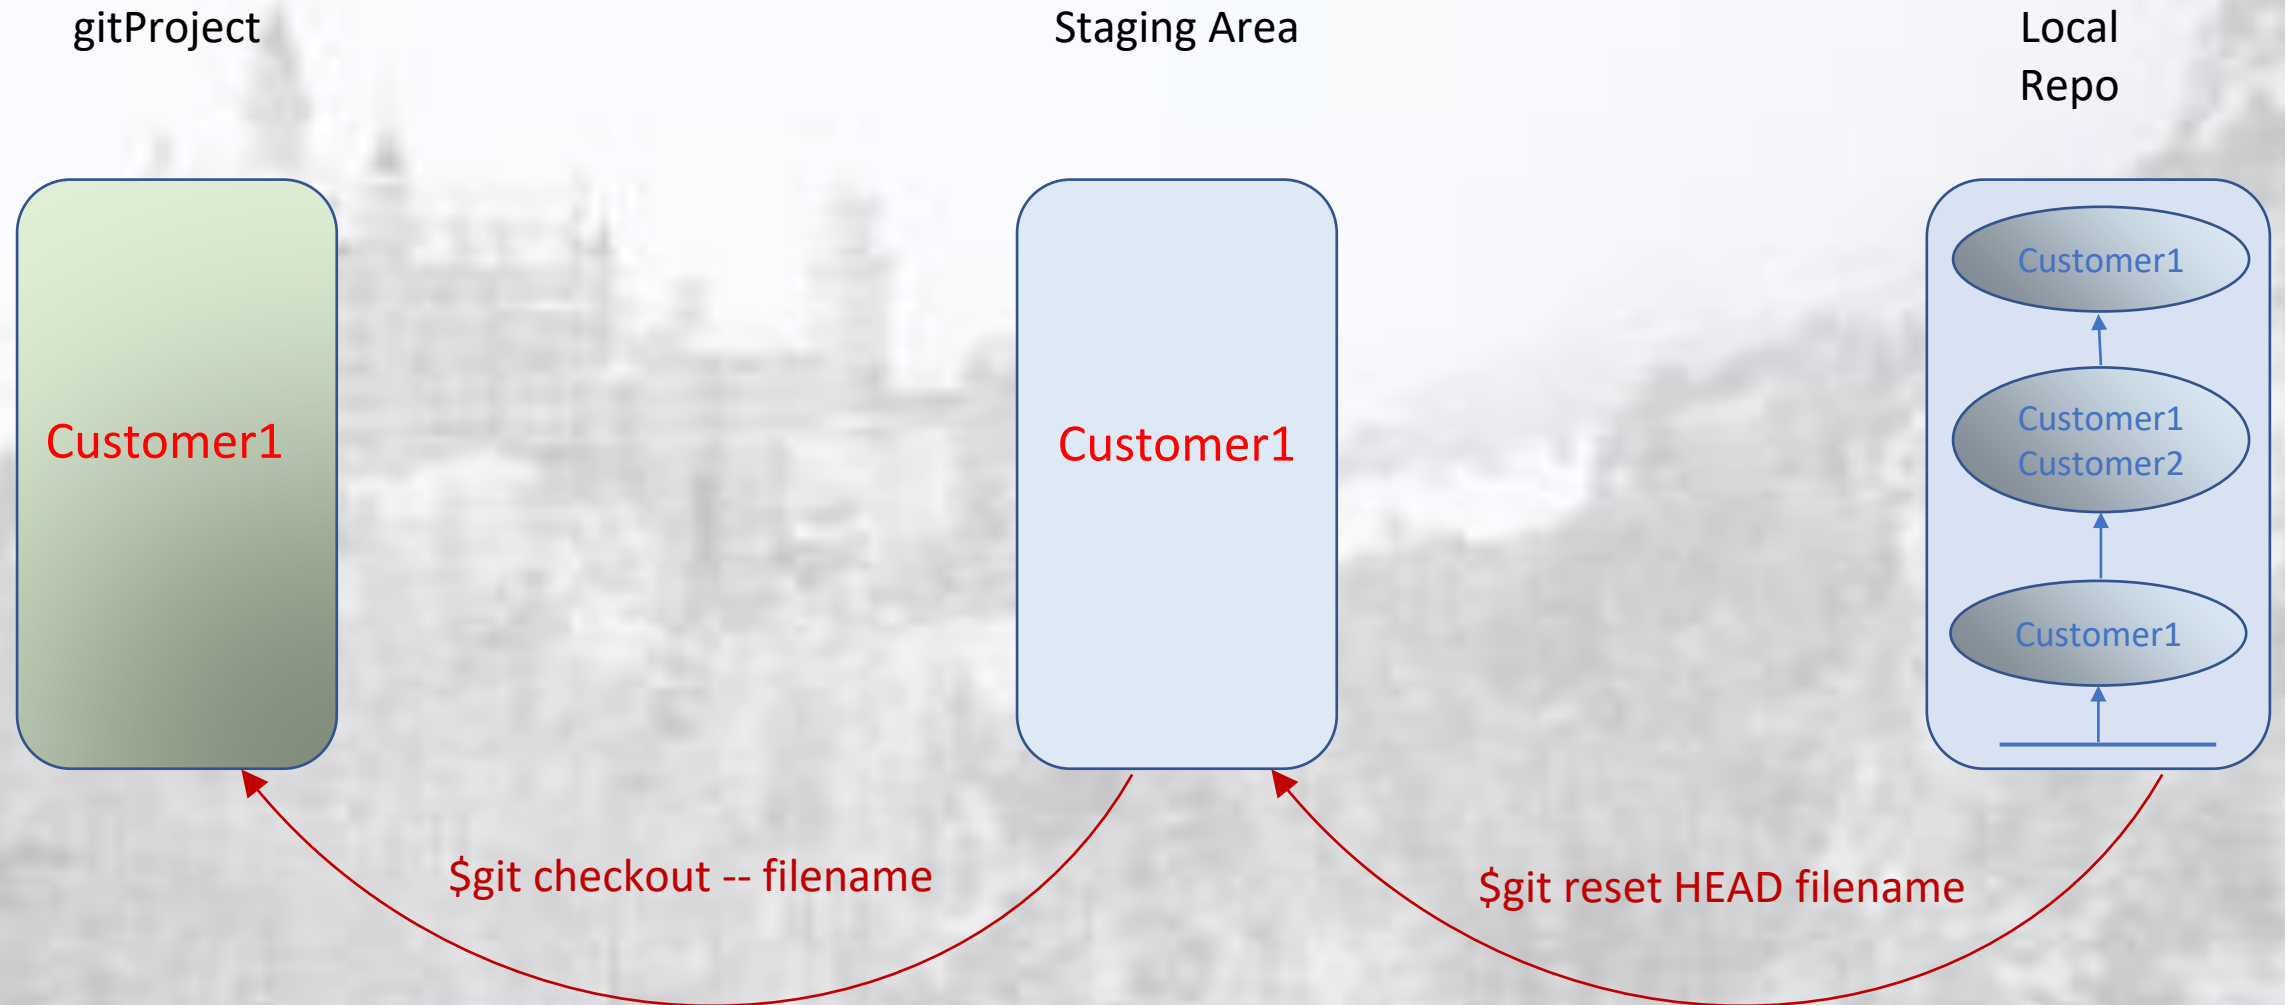 gitProject
Staging Area
Local
Repo
Customer1
Customer1
Customer1
Customer1
Customer2
Customer1
$git checkout -- filename
$git reset HEAD filename